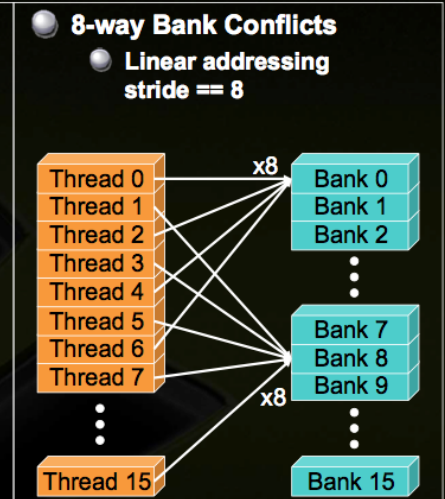 8-way Bank Conflicts
Linear addressing
stride == 8
x8
Thread 0
Thread 1
Thread 2
Thread 3
Thread 4
Thread 5
Thread 6
Thread 7
Thread 15
Bank 0
Bank 1
Bank 2
Bank 7
Bank 8
Bank 9
x8
Bank 15